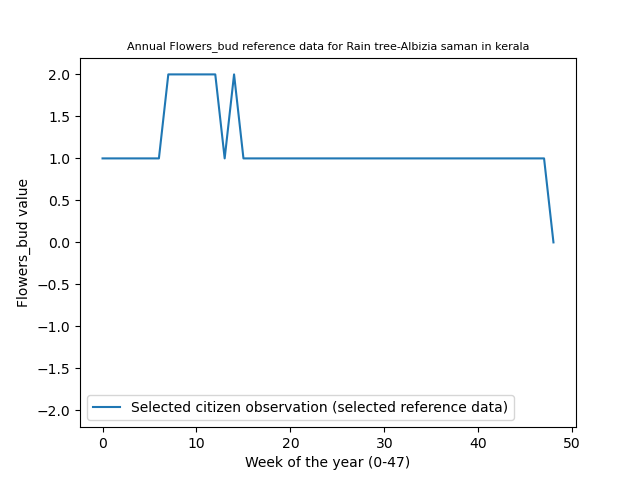 Annual Flowers_bud reference data for Rain tree-Albizia saman in kerala
2.0
1.5
1.0
0.5
0.0
−0.5
−1.0
−1.5
−2.0
Flowers_bud value
Selected citizen observation (selected reference data)
0 10 20 30 40 50
Week of the year (0-47)